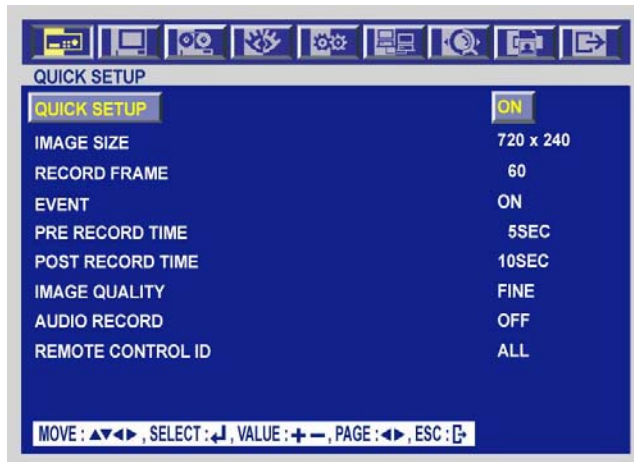 QUICK SETUP
QUICK SETUP ON
IMAGE SIZE 720 x 240
RECORD FRAME 60
EVENT ON
PRE RECORD TIME 5SEC
POST RECORD TIME 10SEC
IMAGE QUALITY FINE
AUDIO RECORD OFF
REMOTE CONTROL ID ALL
MOVE : ▲▼◀▶ , SELECT : ↲ , VALUE : + − , PAGE : ◀▶ , ESC :